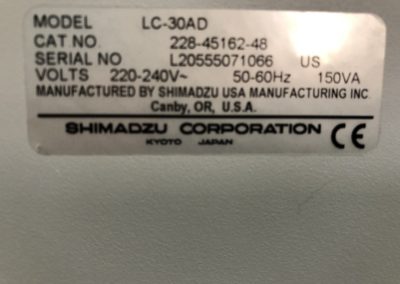 MODEL LC-30AD
CAT NO. 228-45162-48
SERIAL NO L20555071066 US
VOLTS 220-240V~ 50-60Hz 150VA
MANUFACTURED BY SHIMADZU USA MANUFACTURING INC
Canby, OR, U.S.A.
SHIMADZU CORPORATION CE
KYOTO JAPAN